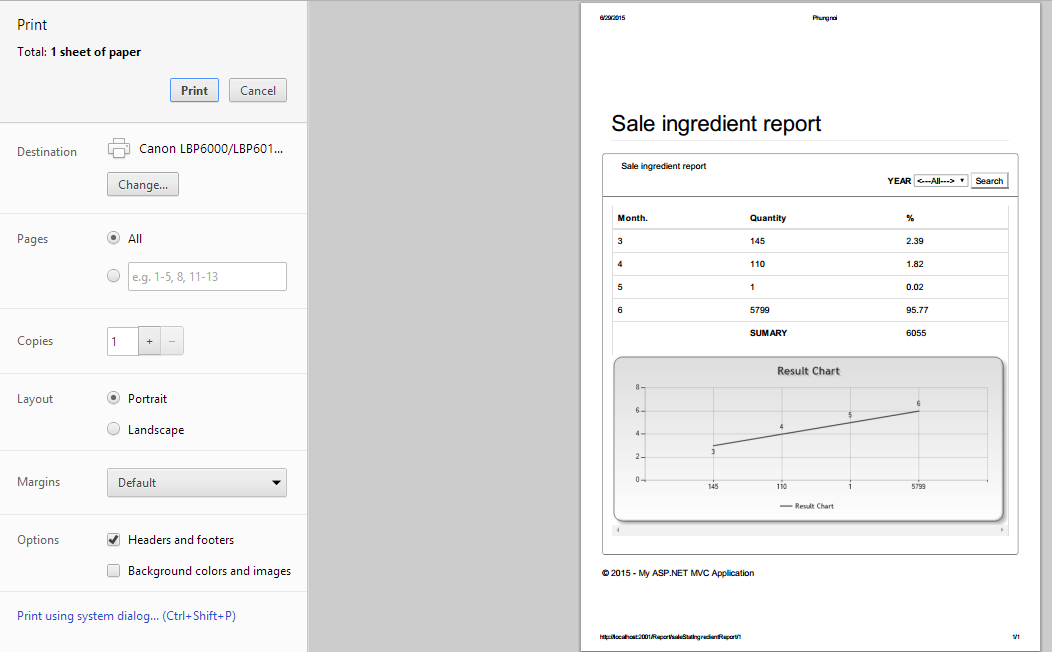 Print
Total: 1 sheet of paper
Print Cancel
Destination Canon LBP6000/LBP601...
Change...
Pages All
e.g. 1-5, 8, 11-13
Copies 1 + −
Layout Portrait
Landscape
Margins Default
Options Headers and footers
Background colors and images
Print using system dialog... (Ctrl+Shift+P)
6/29/2015 Phungnoi
Sale ingredient report
Sale ingredient report
YEAR <---All---> Search
Month. Quantity %
3 145 2.39
4 110 1.82
5 1 0.02
6 5799 95.77
SUMARY 6055
Result Chart
8
6
4
2
0
3
4
5
6
145 110 1 5799
Result Chart
© 2015 - My ASP.NET MVC Application
http://localhost:2001/Report/saleStatIngredientReport/1 1/1